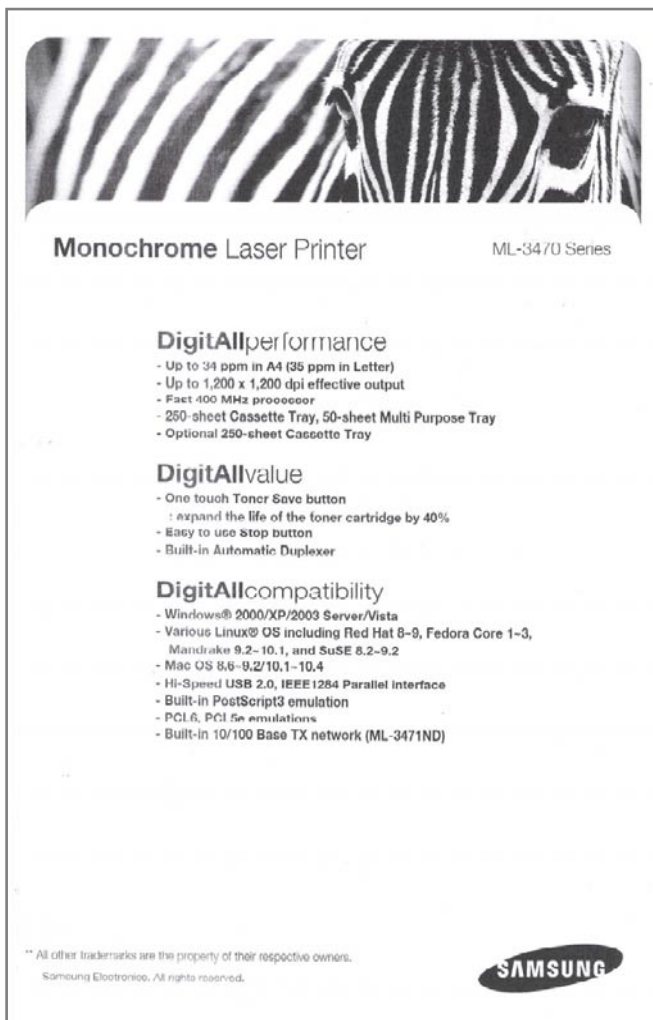 Monochrome Laser Printer
ML-3470 Series
DigitAllperformance
- Up to 34 ppm in A4 (35 ppm in Letter)
- Up to 1,200 x 1,200 dpi effective output
- Fast 400 MHz processor
- 250-sheet Cassette Tray, 50-sheet Multi Purpose Tray
- Optional 250-sheet Cassette Tray
DigitAllvalue
- One touch Toner Save button
: expand the life of the toner cartridge by 40%
- Easy to use Stop button
- Built-in Automatic Duplexer
DigitAllcompatibility
- Windows® 2000/XP/2003 Server/Vista
- Various Linux® OS including Red Hat 8~9, Fedora Core 1~3,
Mandrake 9.2~10.1, and SuSE 8.2~9.2
- Mac OS 8.6~9.2/10.1~10.4
- Hi-Speed USB 2.0, IEEE1284 Parallel interface
- Built-in PostScript3 emulation
- PCL6, PCL5e emulations
- Built-in 10/100 Base TX network (ML-3471ND)
** All other trademarks are the property of their respective owners.
Samsung Electronics. All rights reserved.
SAMSUNG